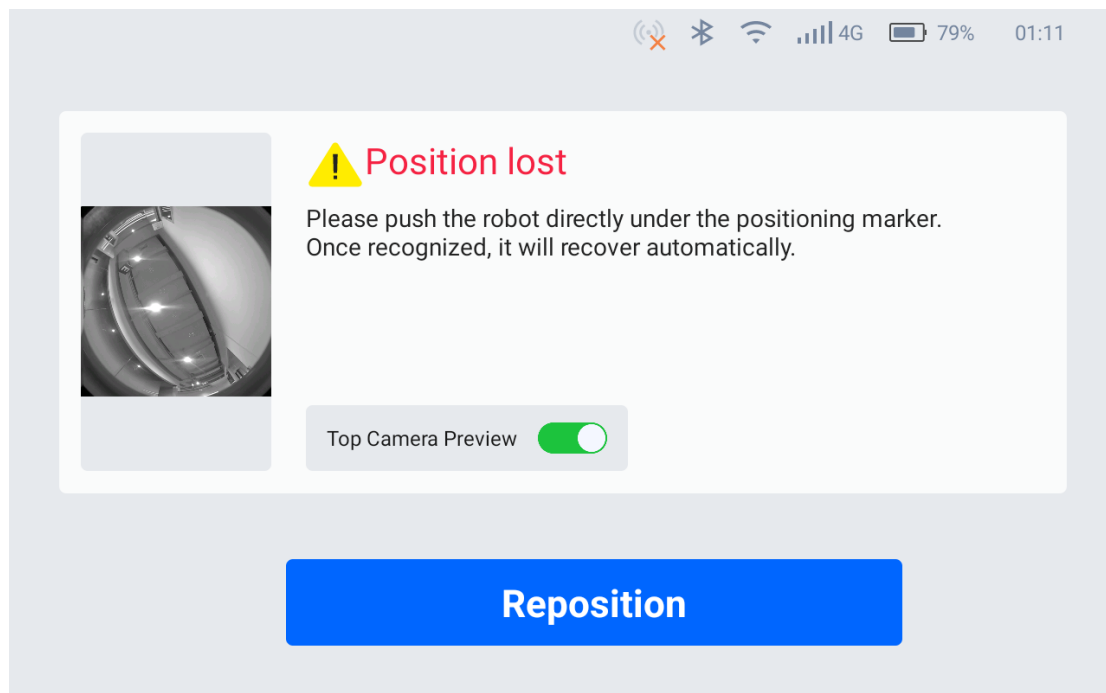 4G 79% 01:11
Position lost
Please push the robot directly under the positioning marker.
Once recognized, it will recover automatically.
Top Camera Preview
Reposition